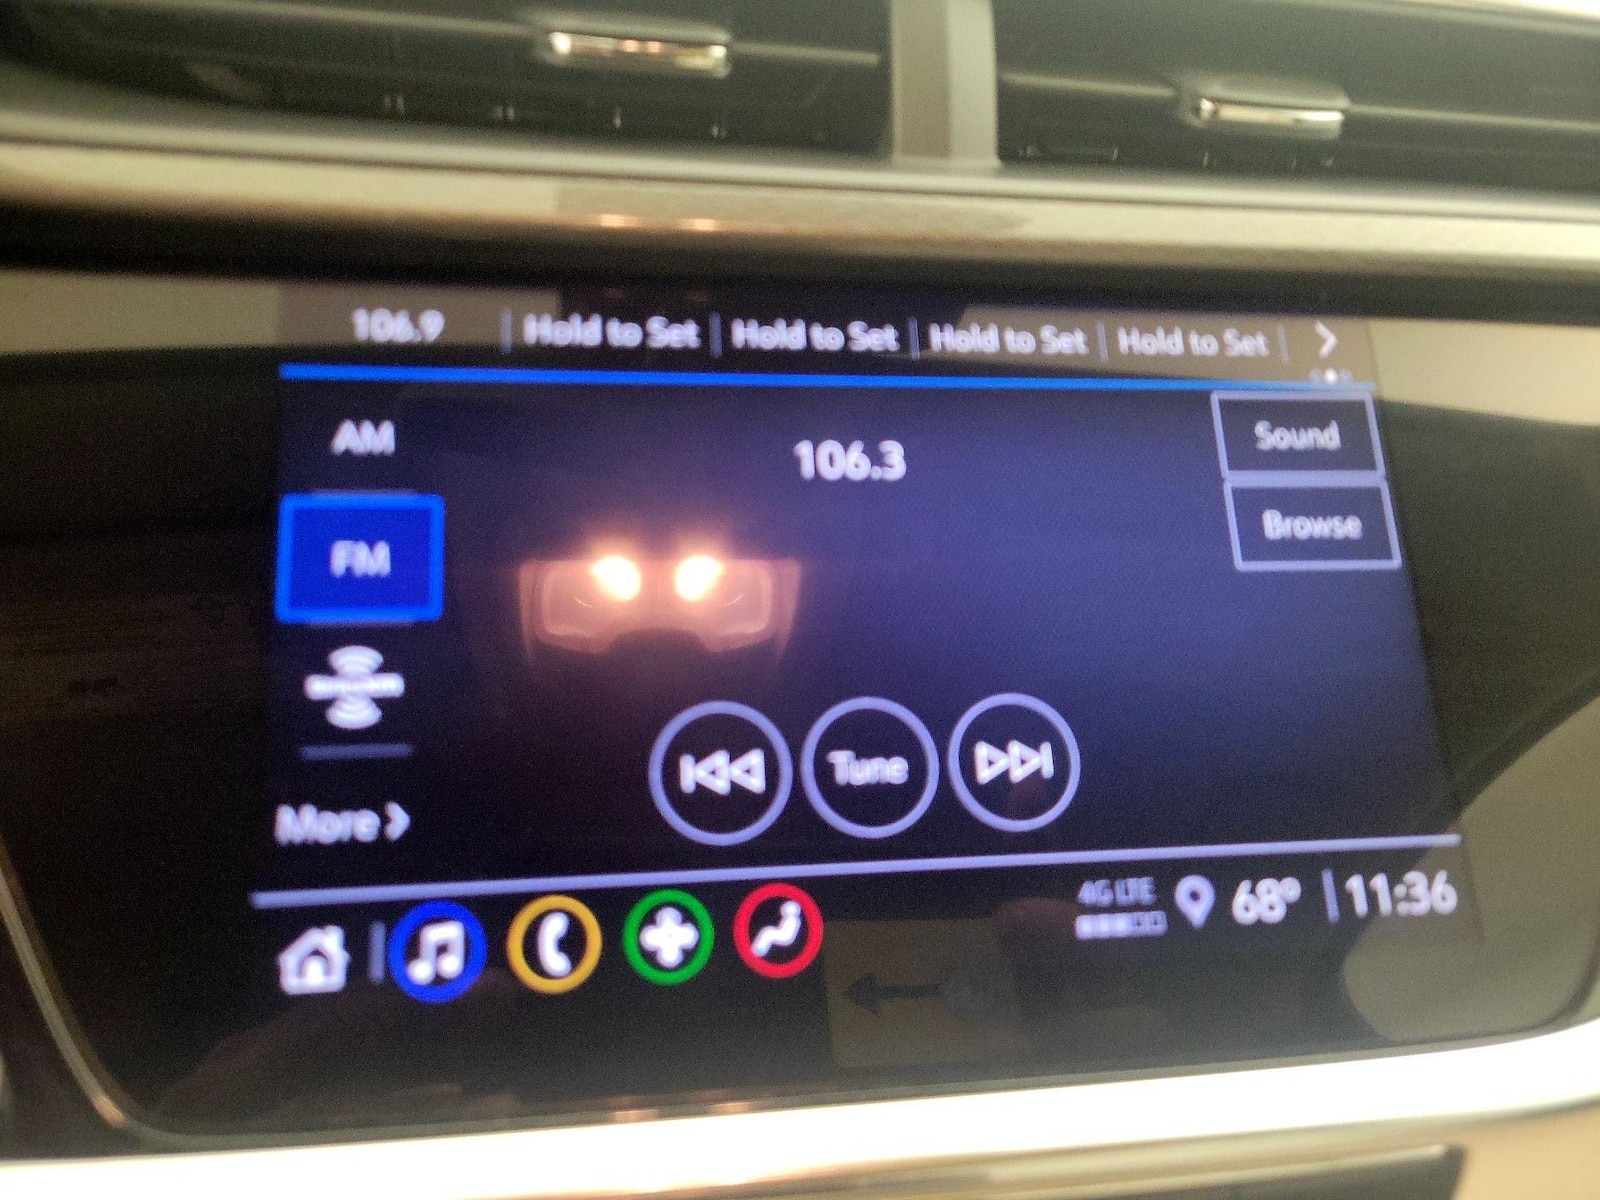 106.9 Hold to Set Hold to Set Hold to Set Hold to Set
AM
106.3
Sound
FM
Browse
SiriusXM
Tune
More
4G LTE
68° 11:36